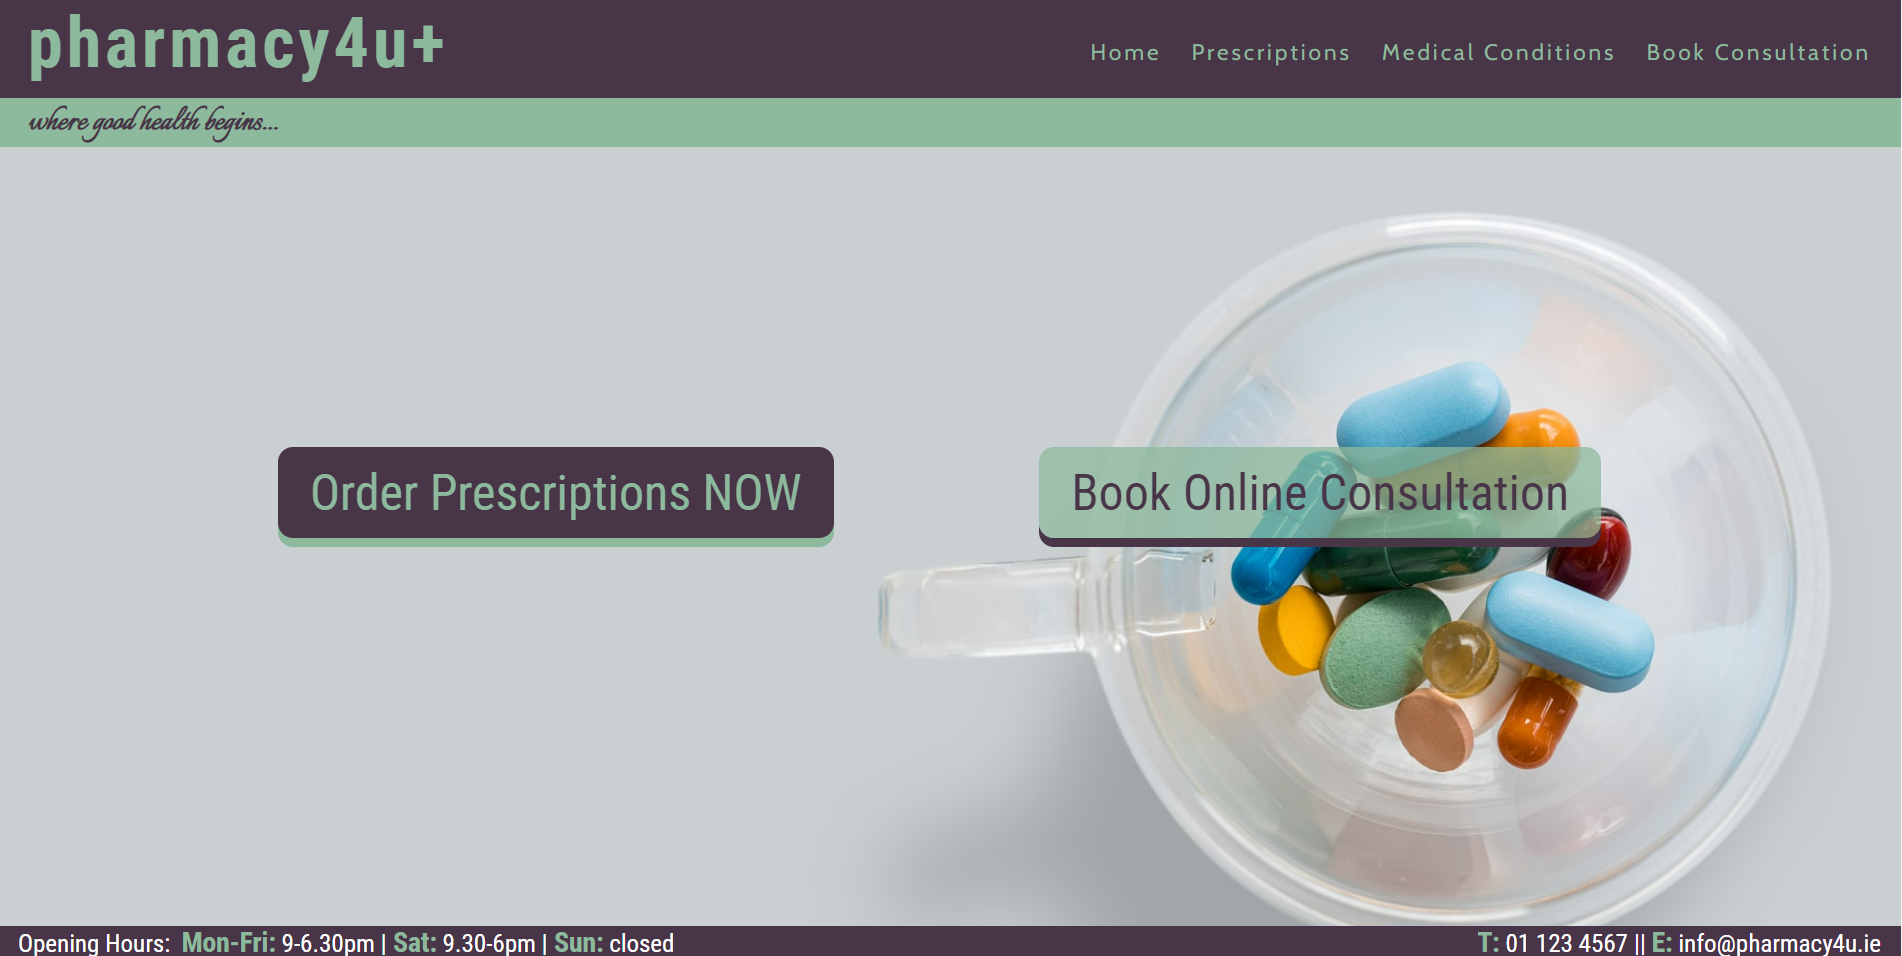 pharmacy4u+
Home Prescriptions Medical Conditions Book Consultation
where good health begins...
Order Prescriptions NOW
Book Online Consultation
Opening Hours: Mon-Fri: 9-6.30pm | Sat: 9.30-6pm | Sun: closed
T: 01 123 4567 || E: info@pharmacy4u.ie